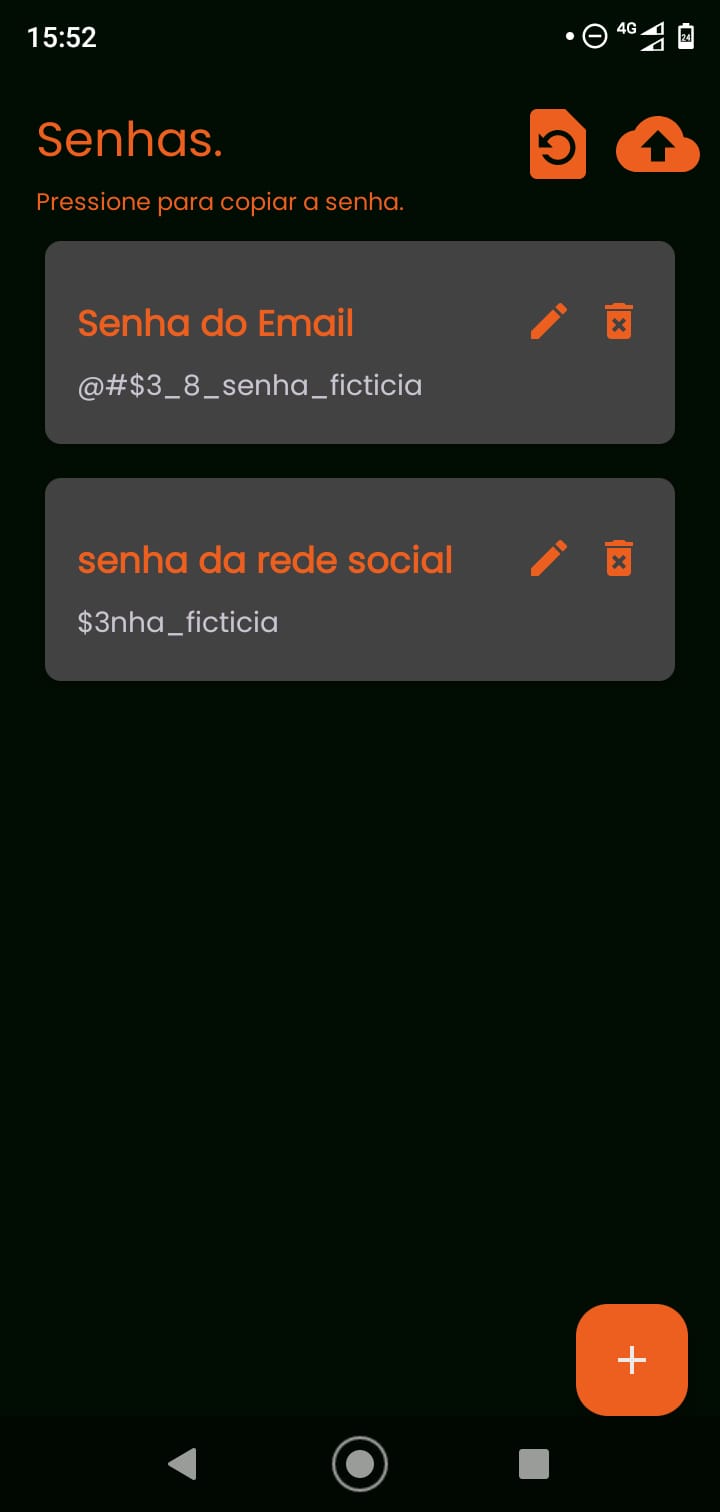 15:52
4G
24
Senhas.
Pressione para copiar a senha.
Senha do Email
@#$3_8_senha_ficticia
senha da rede social
$3nha_ficticia
+